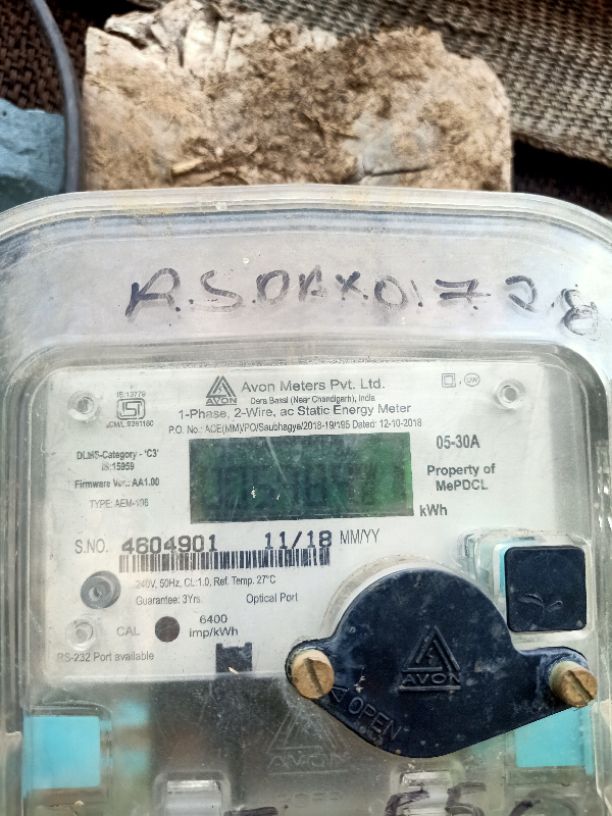 R.S.DAX01728
IS:13779
AVON
Avon Meters Pvt. Ltd.
Dera Bassi (Near Chandigarh), India
1-Phase, 2-Wire, ac Static Energy Meter
P.O. No.: ACE(MM)/PO/Saubhagya/2018-19/195 Dated: 12-10-2018
DLMS-Category - 'C3'
IS:15959
Firmware Ver.: AA1.00
TYPE: AEM-106
05-30A
Property of
MePDCL
kWh
S.NO. 4604901 11/18 MM/YY
240V, 50Hz, CL:1.0, Ref. Temp. 27°C
Guarantee: 3Yrs. Optical Port
CAL
6400
imp/kWh
RS-232 Port available
AVON
OPEN
AVON